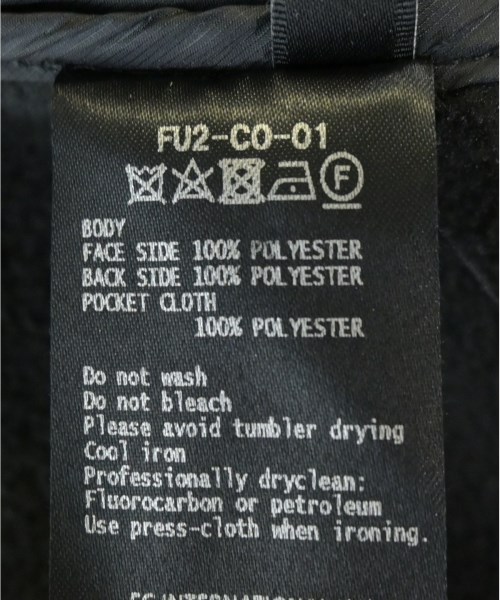 FU2-CO-01
F
BODY
FACE SIDE 100% POLYESTER
BACK SIDE 100% POLYESTER
POCKET CLOTH
100% POLYESTER
Do not wash
Do not bleach
Please avoid tumbler drying
Cool iron
Professionally dryclean:
Fluorocarbon or petroleum
Use press-cloth when ironing.